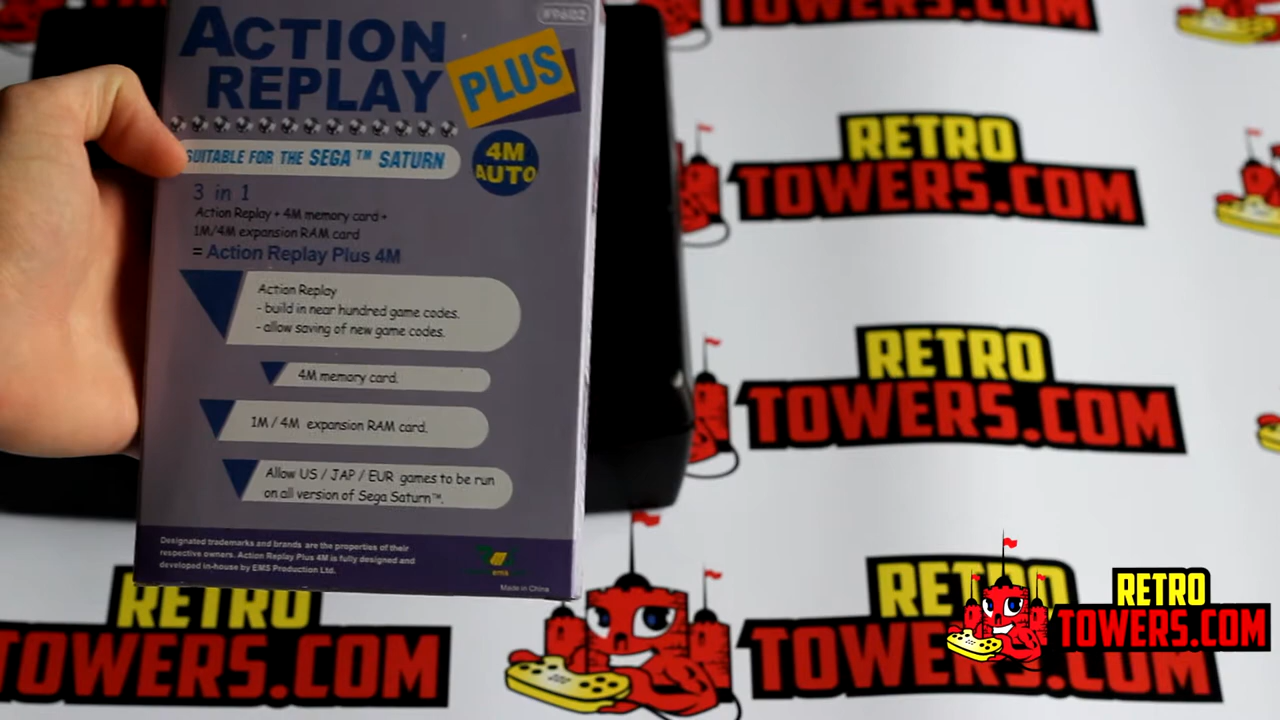 ACTION
REPLAY
PLUS
SUITABLE FOR THE SEGA™ SATURN
4M
AUTO
3 in 1
Action Replay + 4M memory card +
1M/4M expansion RAM card
= Action Replay Plus 4M
Action Replay
- build in near hundred game codes.
- allow saving of new game codes.
4M memory card.
1M / 4M expansion RAM card.
Allow US / JAP / EUR games to be run
on all version of Sega Saturn™.
Designated trademarks and brands are the properties of their
respective owners. Action Replay Plus 4M is fully designed and
developed in-house by EMS Production Ltd.
ems
Made in China
TOWERS.COM
RETRO
TOWERS.COM
RETRO
TOWERS.COM
RETRO
TOWERS.COM
RETRO
TOWERS.COM
RETRO
TOWERS.COM